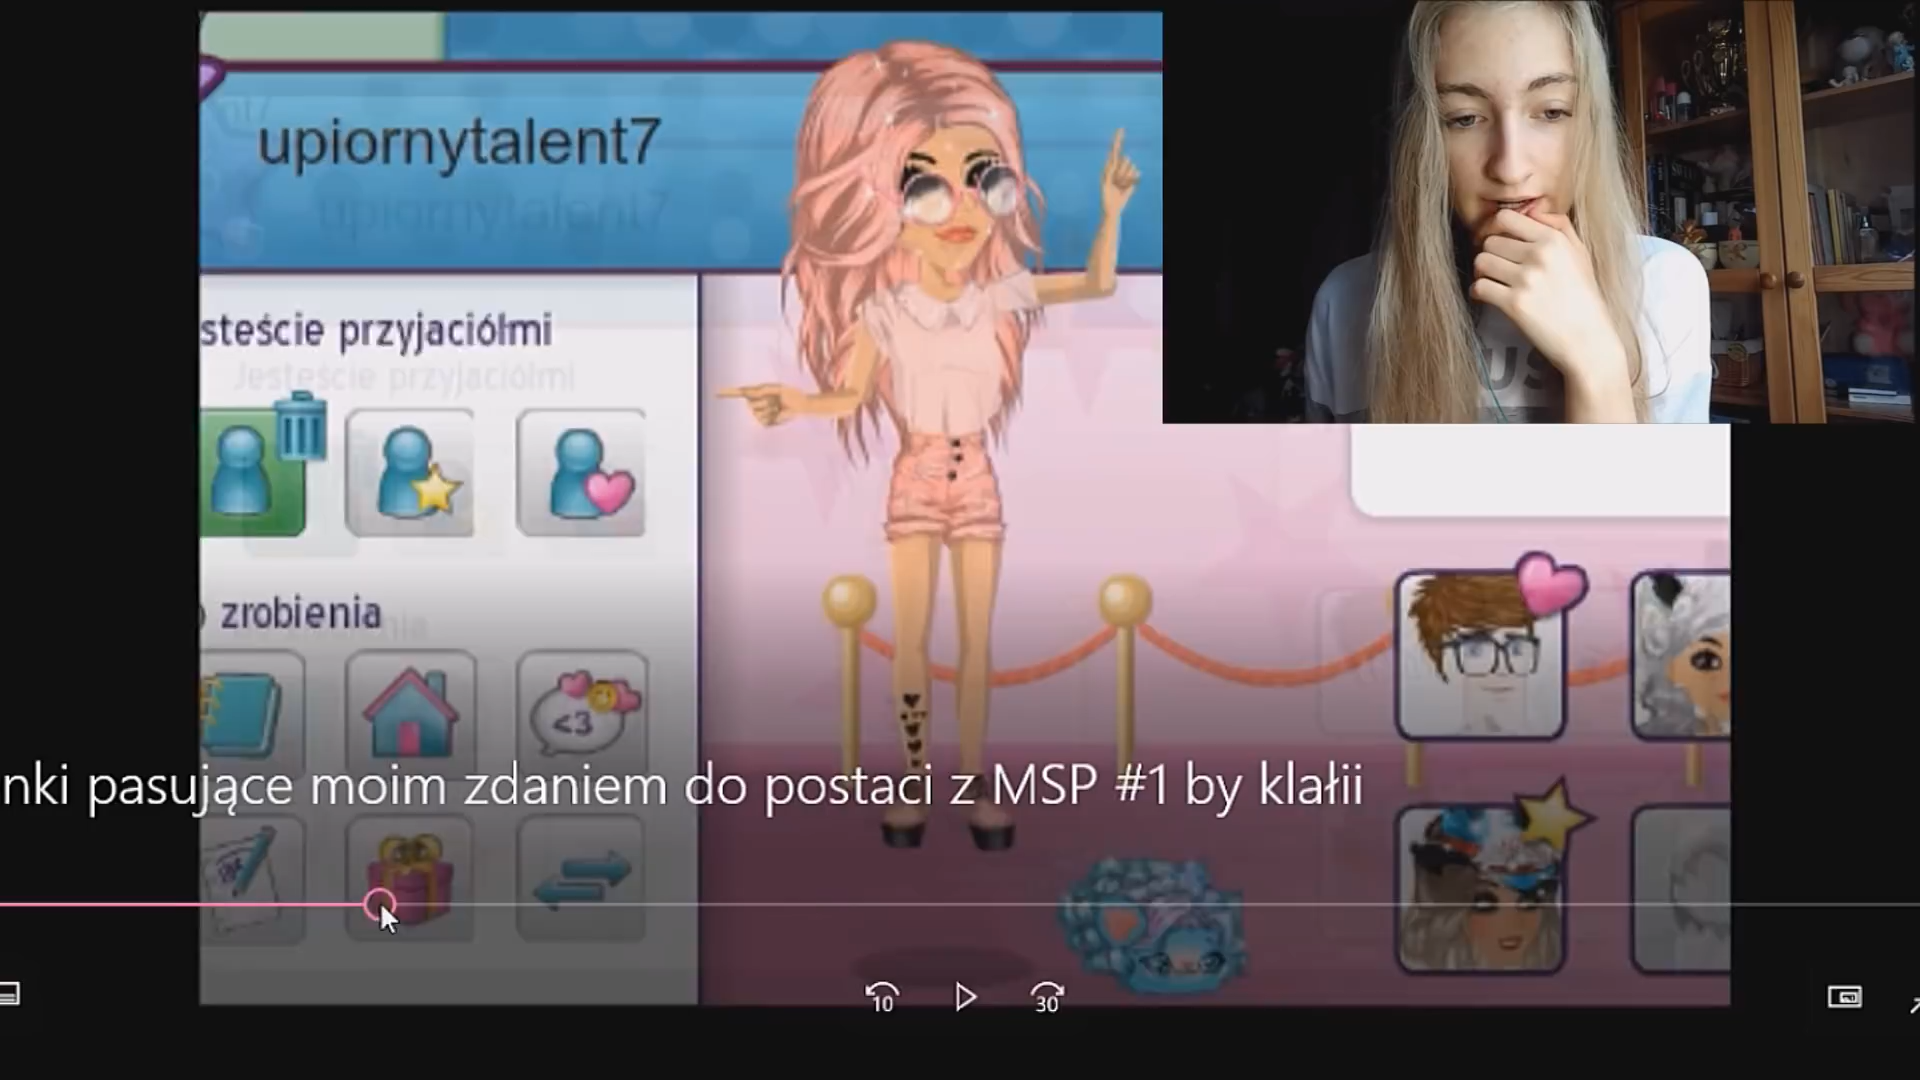 upiornytalent7
upiornytalent7
steście przyjaciółmi
Jesteście przyjaciółmi
zrobienia
<3
nki pasujące moim zdaniem do postaci z MSP #1 by klałii
10
30
US